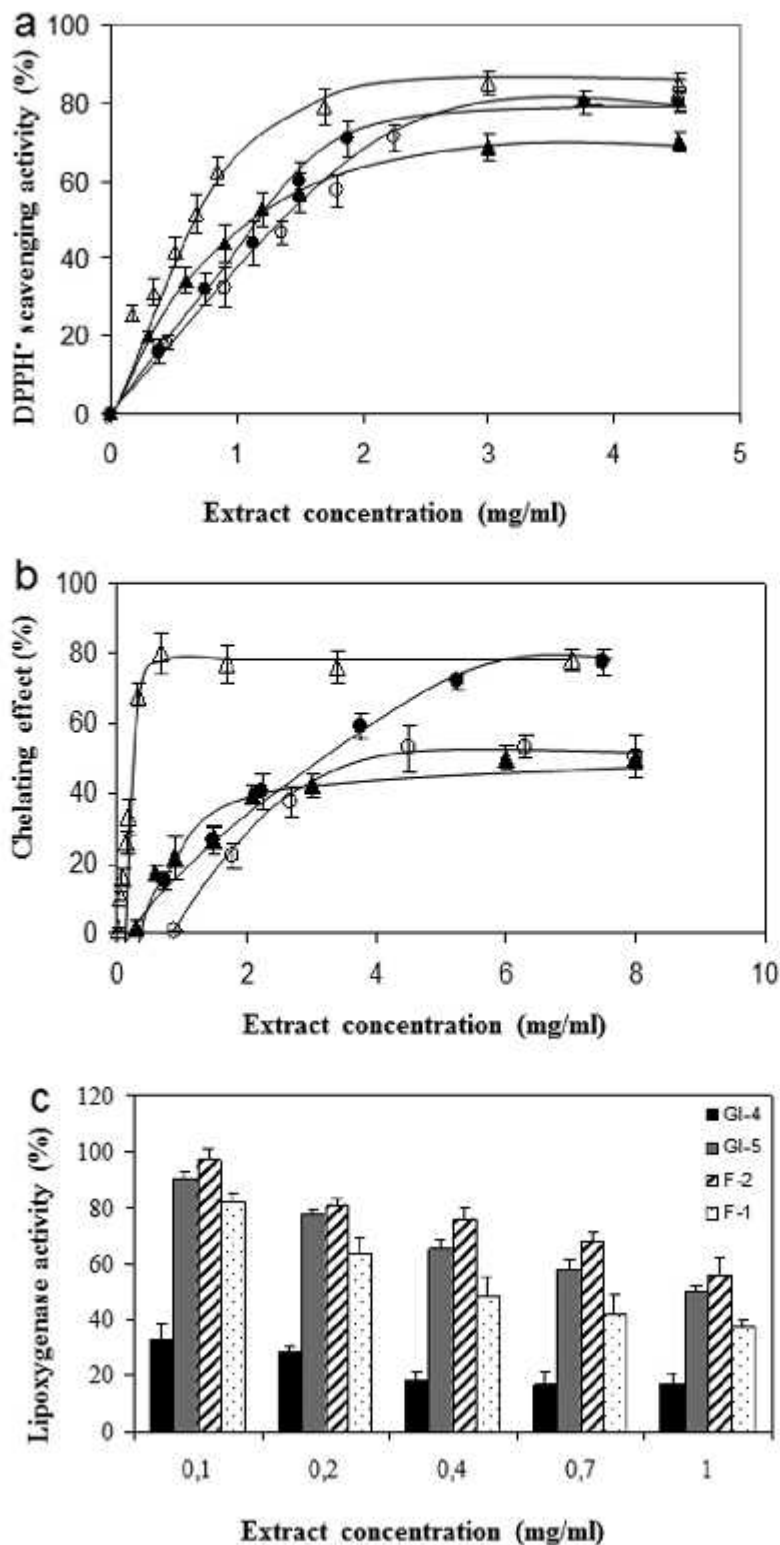 a
DPPH• scavenging activity (%)
100
80
60
40
20
0
0 1 2 3 4 5
Extract concentration (mg/ml)
b
Chelating effect (%)
100
80
60
40
20
0
0 2 4 6 8 10
Extract concentration (mg/ml)
c
Lipoxygenase activity (%)
120
100
80
60
40
20
0
GI-4
GI-5
F-2
F-1
0,1 0,2 0,4 0,7 1
Extract concentration (mg/ml)